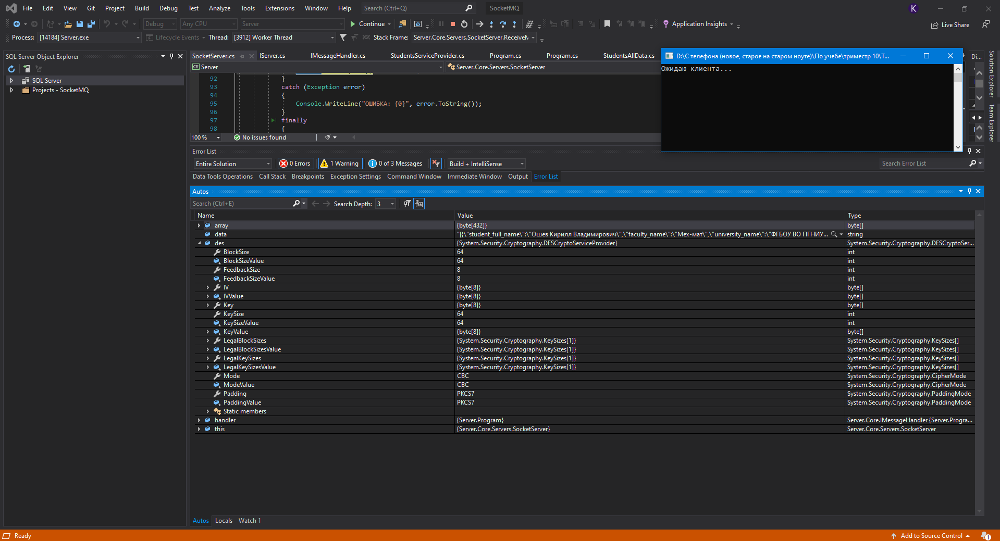 File Edit View Git Project Build Debug Test Analyze Tools Extensions Window Help Search (Ctrl+Q) SocketMQ K
Debug Any CPU Server Continue Application Insights Live Share
Process: [14184] Server.exe Lifecycle Events Thread: [3912] Worker Thread Stack Frame: Server.Core.Servers.SocketServer.ReceiveM
SQL Server Object Explorer
SQL Server
Projects - SocketMQ
SocketServer.cs IServer.cs IMessageHandler.cs StudentsServiceProvider.cs Program.cs Program.cs StudentsAllData.cs Di...
Server Server.Core.Servers.SocketServer
92 }
93 catch (Exception error)
94 {
95 Console.WriteLine("ОШИБКА: {0}", error.ToString());
96 }
97 finally
98 {
100 % No issues found
D:\С телефона (новое, старое на старом ноуте)\По учебе\триместр 10\Т...
Ожидаю клиента...
Solution Explorer
Team Explorer
Error List
Entire Solution 0 Errors 1 Warning 0 of 3 Messages Build + IntelliSense Search Error List
Data Tools Operations Call Stack Breakpoints Exception Settings Command Window Immediate Window Output Error List
Autos
Search (Ctrl+E) Search Depth: 3
Name Value Type
array {byte[432]} byte[]
data "[{\"student_full_name\":\"Ошев Кирилл Владимирович\",\"faculty_name\":\"Мех-мат\",\"university_name\":\"ФГБОУ ВО ПГНИУ... string
des {System.Security.Cryptography.DESCryptoServiceProvider} System.Security.Cryptography.DESCryptoSer...
BlockSize 64 int
BlockSizeValue 64 int
FeedbackSize 8 int
FeedbackSizeValue 8 int
IV {byte[8]} byte[]
IVValue {byte[8]} byte[]
Key {byte[8]} byte[]
KeySize 64 int
KeySizeValue 64 int
KeyValue {byte[8]} byte[]
LegalBlockSizes {System.Security.Cryptography.KeySizes[1]} System.Security.Cryptography.KeySizes[]
LegalBlockSizesValue {System.Security.Cryptography.KeySizes[1]} System.Security.Cryptography.KeySizes[]
LegalKeySizes {System.Security.Cryptography.KeySizes[1]} System.Security.Cryptography.KeySizes[]
LegalKeySizesValue {System.Security.Cryptography.KeySizes[1]} System.Security.Cryptography.KeySizes[]
Mode CBC System.Security.Cryptography.CipherMode
ModeValue CBC System.Security.Cryptography.CipherMode
Padding PKCS7 System.Security.Cryptography.PaddingMode
PaddingValue PKCS7 System.Security.Cryptography.PaddingMode
Static members
handler {Server.Program} Server.Core.IMessageHandler {Server.Progra...
this {Server.Core.Servers.SocketServer} Server.Core.Servers.SocketServer
Autos Locals Watch 1
Ready Add to Source Control 1